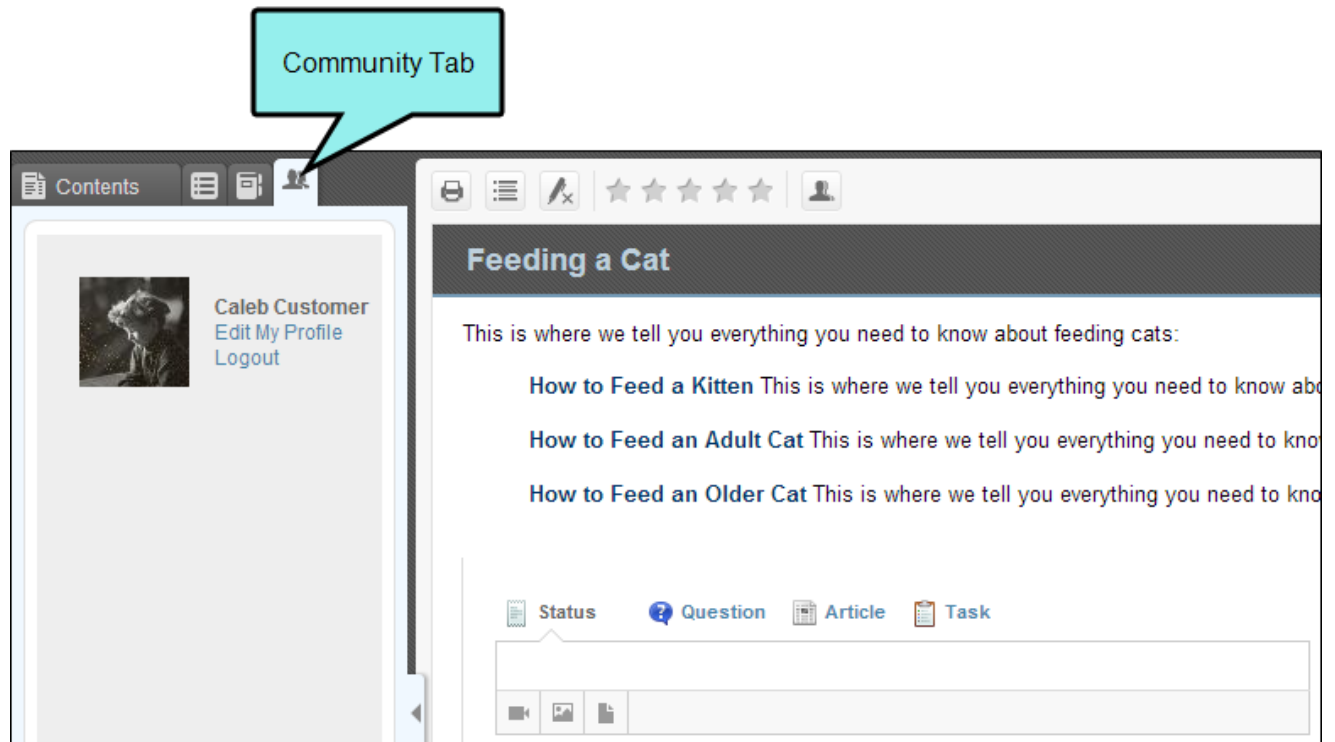 Community Tab
Contents
Caleb Customer
Edit My Profile
Logout
Feeding a Cat
This is where we tell you everything you need to know about feeding cats:
How to Feed a Kitten This is where we tell you everything you need to know
How to Feed an Adult Cat This is where we tell you everything you need to
How to Feed an Older Cat This is where we tell you everything you need to
Status Question Article Task